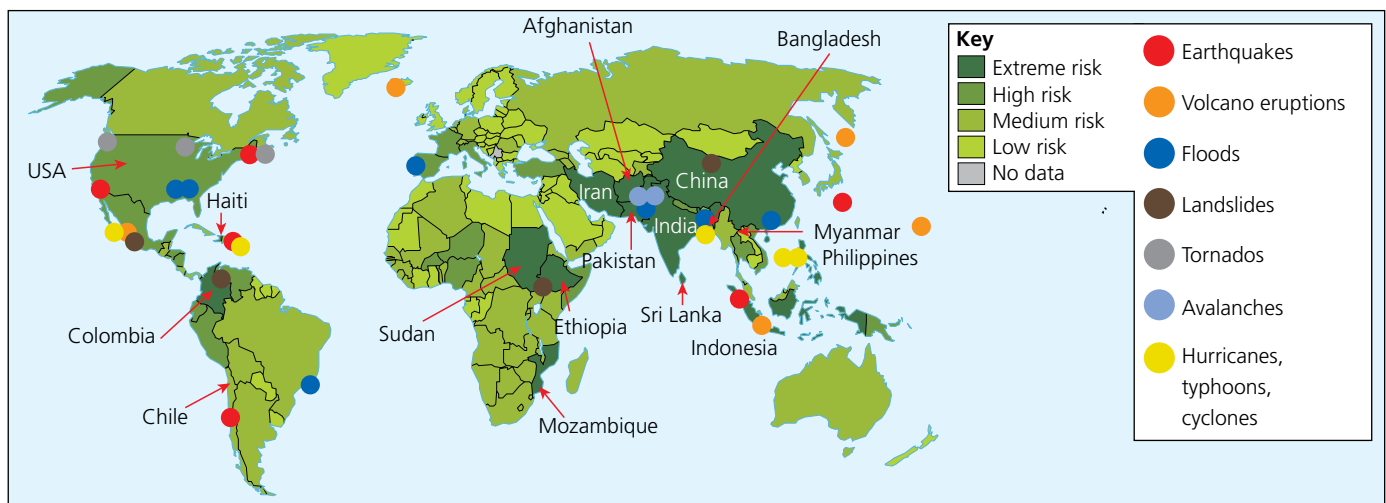 Afghanistan
Bangladesh
USA
Haiti
Iran
China
India
Myanmar
Philippines
Pakistan
Colombia
Sudan
Ethiopia
Sri Lanka
Indonesia
Chile
Mozambique
Key
Extreme risk
High risk
Medium risk
Low risk
No data
Earthquakes
Volcano eruptions
Floods
Landslides
Tornados
Avalanches
Hurricanes,
typhoons,
cyclones